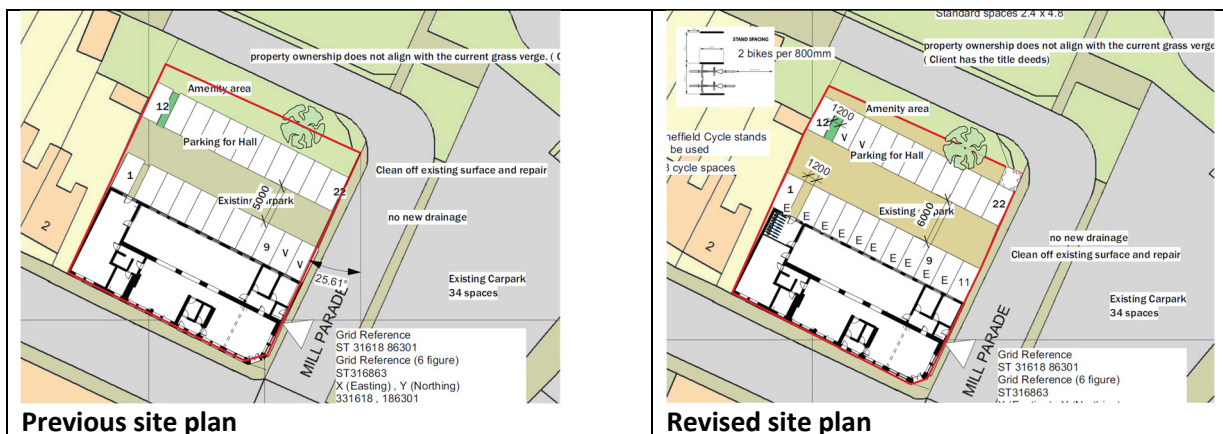 property ownership does not align with the current grass verge. ( C
Amenity area
12
Parking for Hall
1
22
Clean off existing surface and repair
5000
2
9
V
V
no new drainage
25.61°
Existing Carpark
34 spaces
MILL PARADE
Grid Reference
ST 31618 86301
Grid Reference (6 figure)
ST316863
X (Easting) , Y (Northing)
331618 , 186301
Previous site plan
Standard spaces 2.4 x 4.8
STAND SPACING
2 bikes per 800mm
property ownership does not align with the current grass verge
( Client has the title deeds)
Amenity area
12
1200
V
V
Parking for Hall
heffield Cycle stands
be used
cycle spaces
1200
1
22
6000
E
E
E
E
E
E
E
E
2
9
11
no new drainage
Clean off existing surface and repair
Existing Carpark
34 spaces
MILL PARADE
Grid Reference
ST 31618 86301
Grid Reference (6 figure)
ST316863
Revised site plan